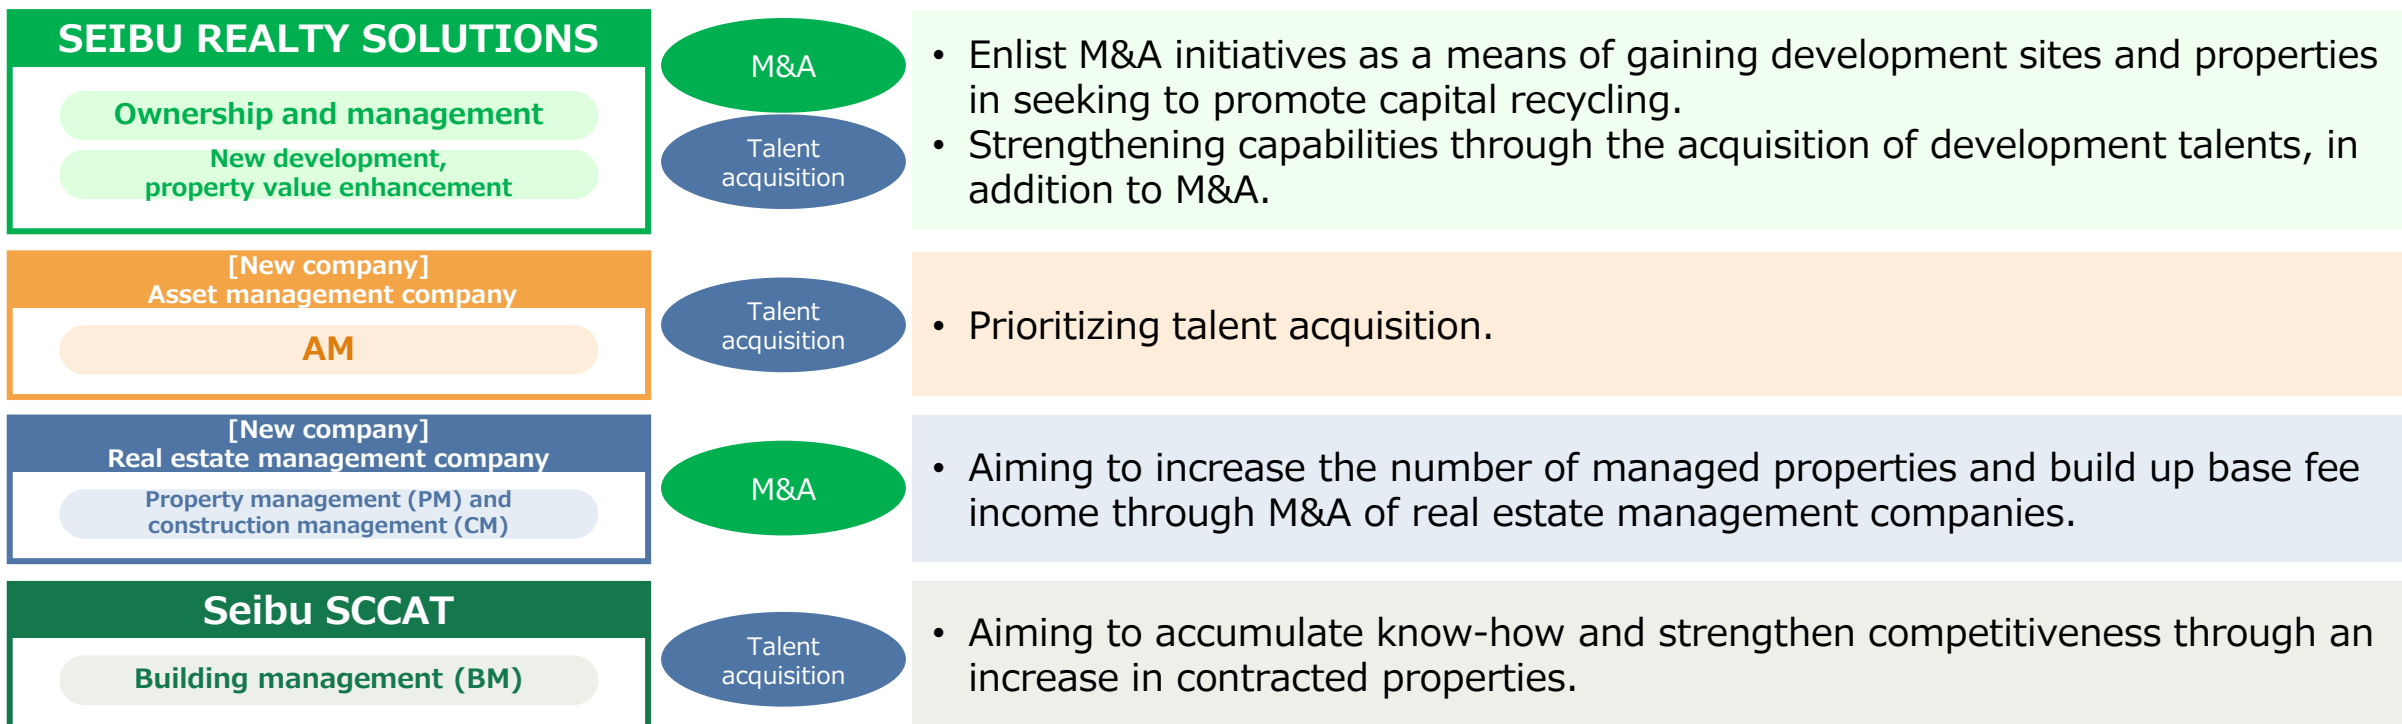 SEIBU REALTY SOLUTIONS
Ownership and management
New development,
property value enhancement
M&A
Talent
acquisition
• Enlist M&A initiatives as a means of gaining development sites and properties
in seeking to promote capital recycling.
• Strengthening capabilities through the acquisition of development talents, in
addition to M&A.
[New company]
Asset management company
AM
Talent
acquisition
• Prioritizing talent acquisition.
[New company]
Real estate management company
Property management (PM) and
construction management (CM)
M&A
• Aiming to increase the number of managed properties and build up base fee
income through M&A of real estate management companies.
Seibu SCCAT
Building management (BM)
Talent
acquisition
• Aiming to accumulate know-how and strengthen competitiveness through an
increase in contracted properties.